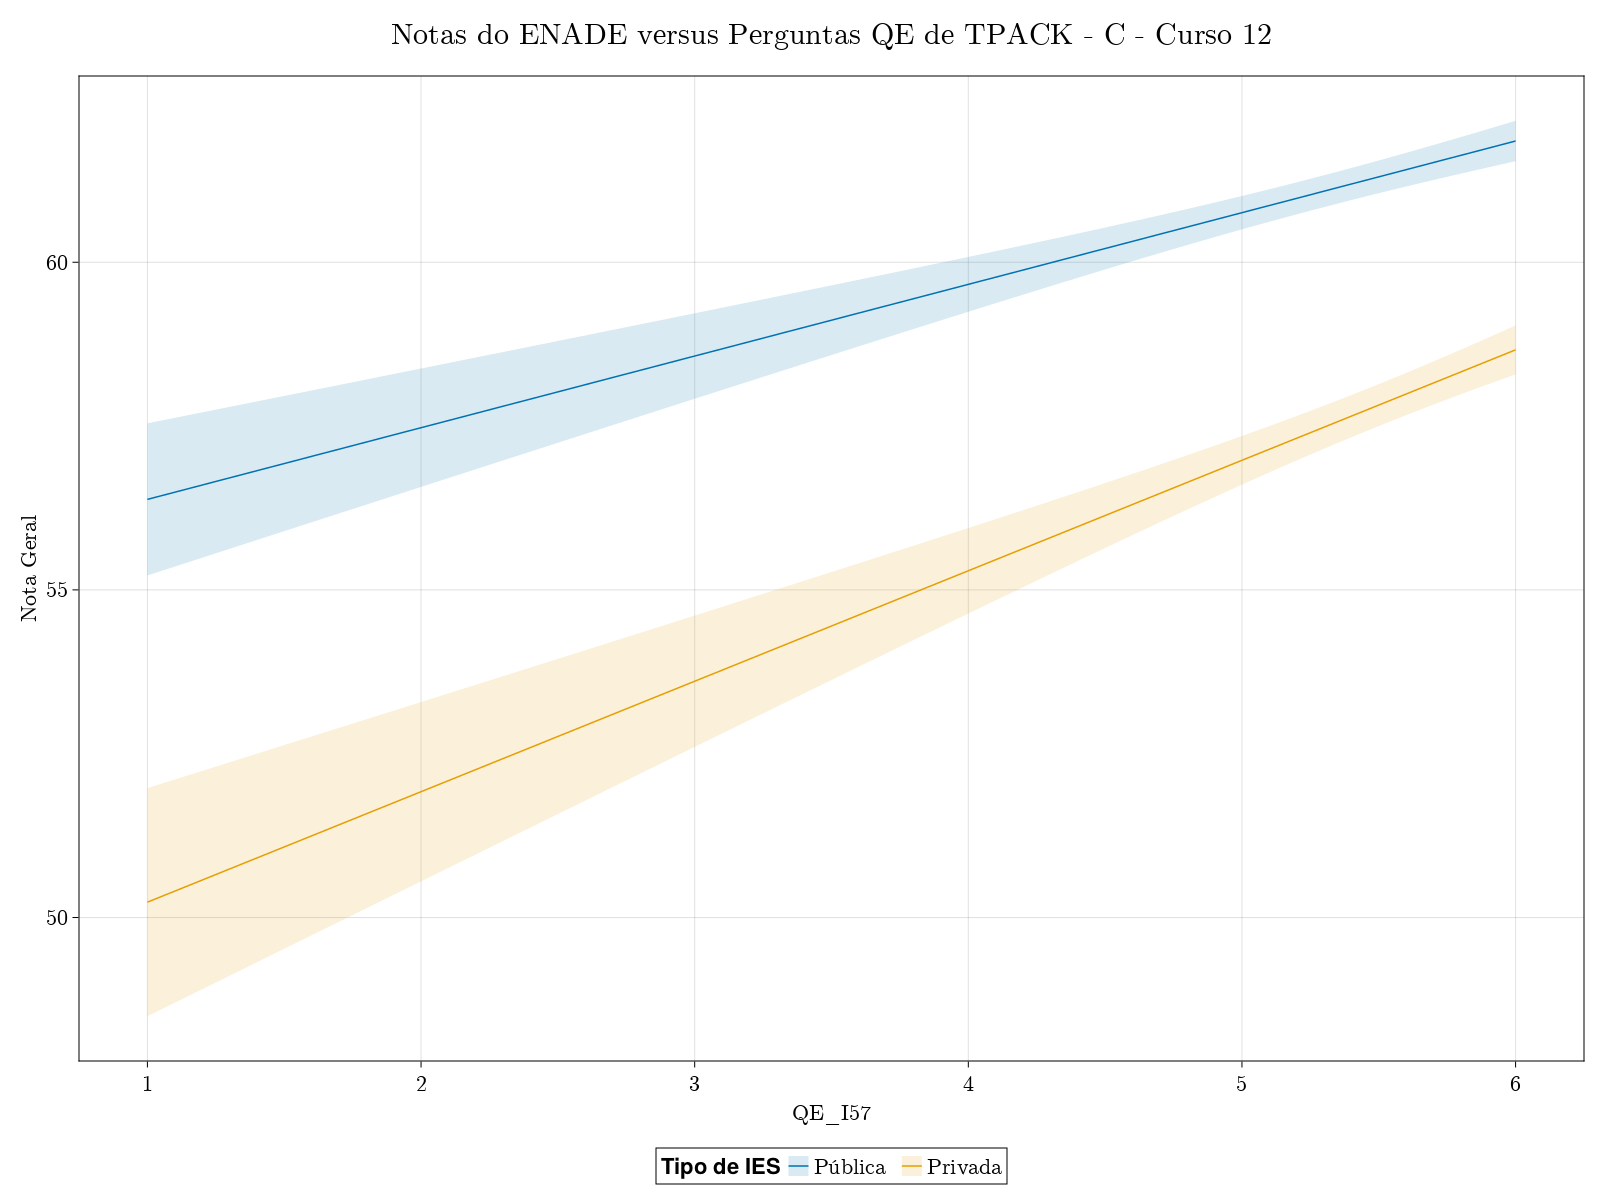 Notas do ENADE versus Perguntas QE de TPACK - C - Curso 12
60
55
50
Nota Geral
1 2 3 4 5 6
QE_I57
Tipo de IES Pública Privada